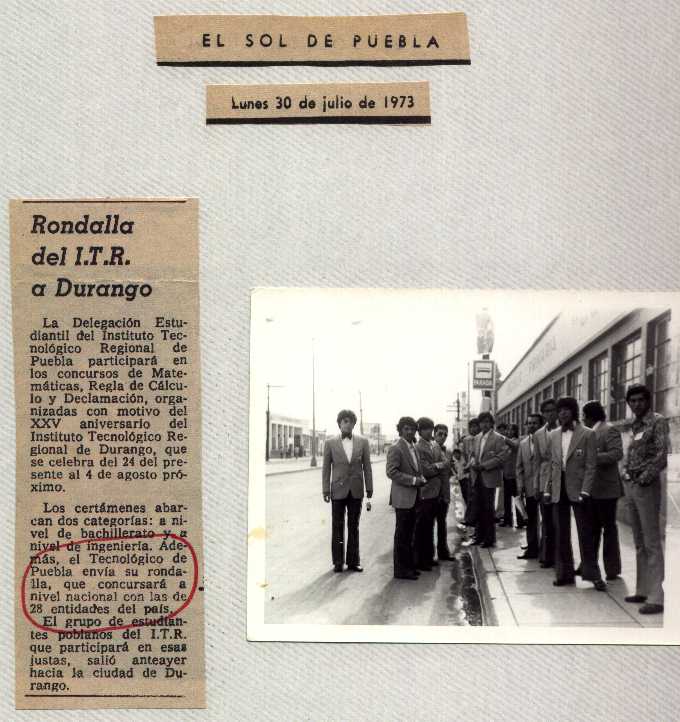 EL SOL DE PUEBLA
Lunes 30 de julio de 1973
Rondalla
del I.T.R.
a Durango
La Delegación Estu-
diantil del Instituto Tec-
nológico Regional de
Puebla participará en
los concursos de Mate-
máticas, Regla de Cálcu-
lo y Declamación, orga-
nizadas con motivo del
XXV aniversario del
Instituto Tecnológico Re-
gional de Durango, que
se celebra del 24 del pre-
sente al 4 de agosto pró-
ximo.
Los certámenes abar-
can dos categorías: a ni-
vel de bachillerato y a
nivel de ingeniería. Ade-
más, el Tecnológico de
Puebla envía su ronda-
lla, que concursará a
nivel nacional con las de
28 entidades del país.
El grupo de estudian-
tes poblanos del I.T.R.
que participará en esas
justas, salió anteayer
hacia la ciudad de Du-
rango.
PARADA